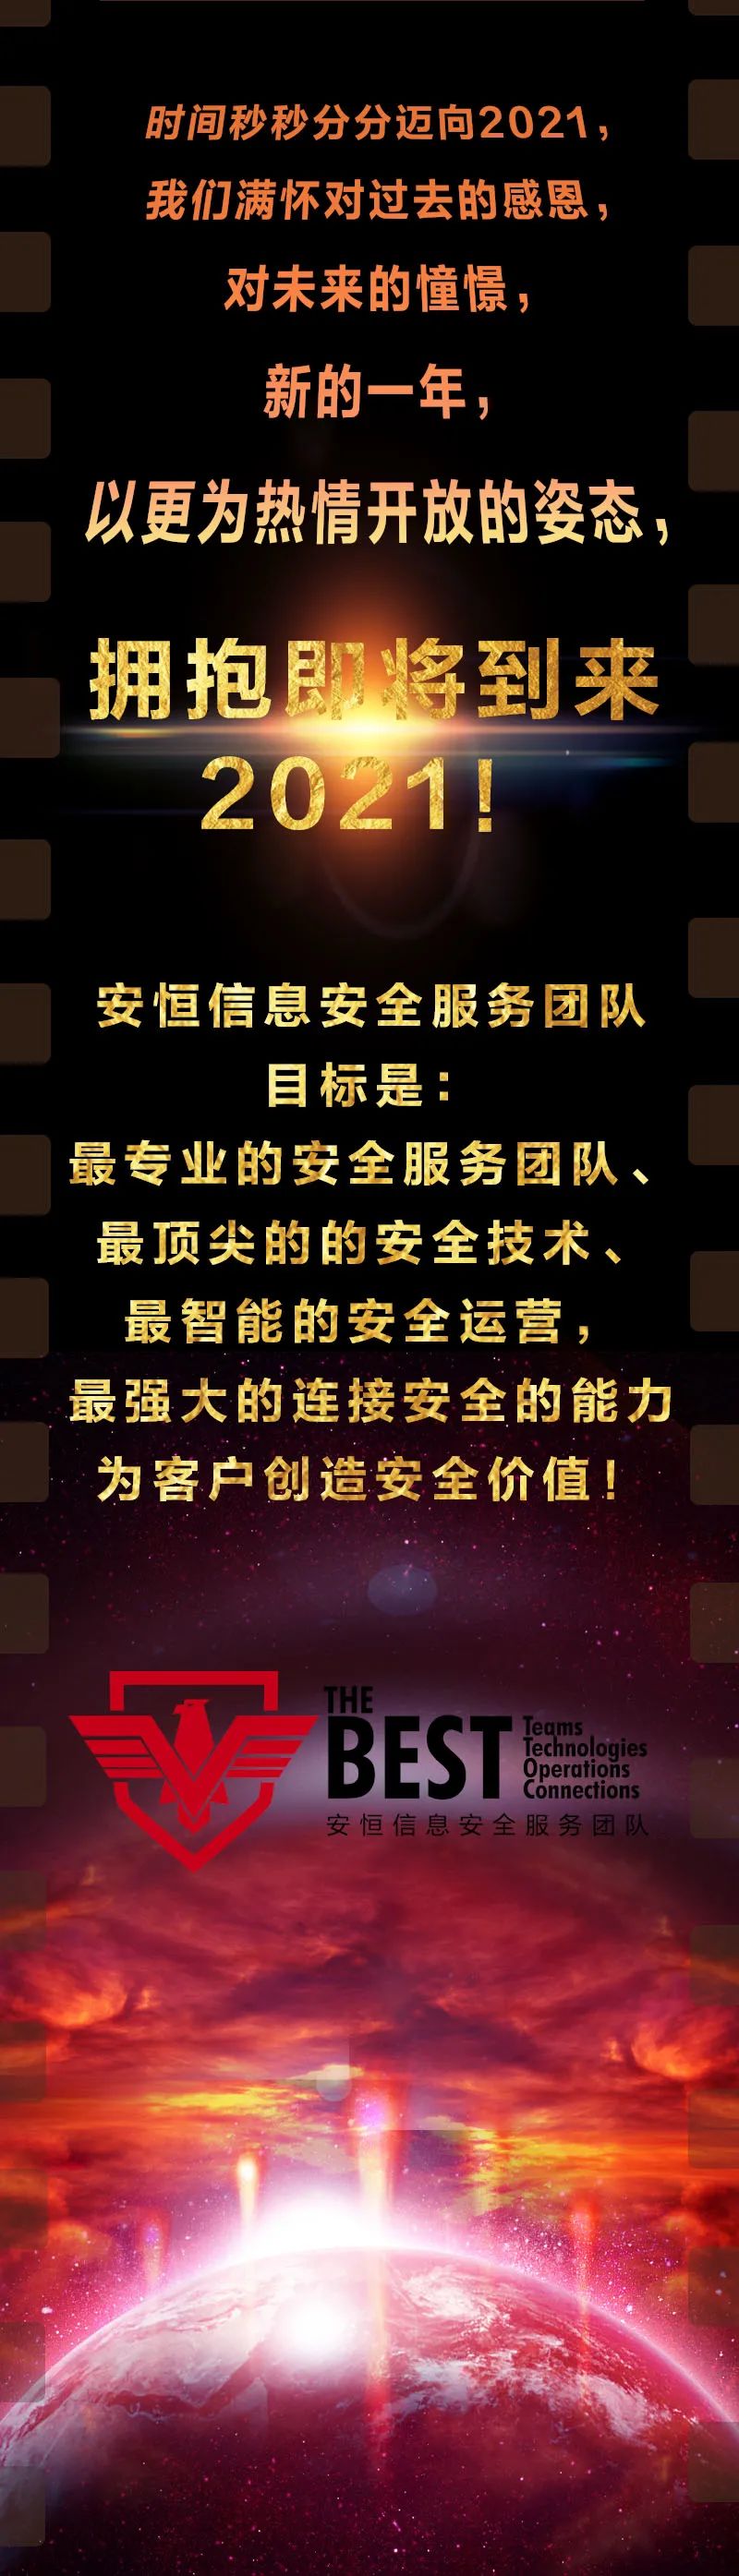 时间秒秒分分迈向2021，
我们满怀对过去的感恩，
对未来的憧憬，
新的一年，
以更为热情开放的姿态，
拥抱即将到来
2021！
安恒信息安全服务团队
目标是：
最专业的安全服务团队、
最顶尖的的安全技术、
最智能的安全运营，
最强大的连接安全的能力
为客户创造安全价值！
THE
BEST
Teams
Technologies
Operations
Connections
安恒信息安全服务团队